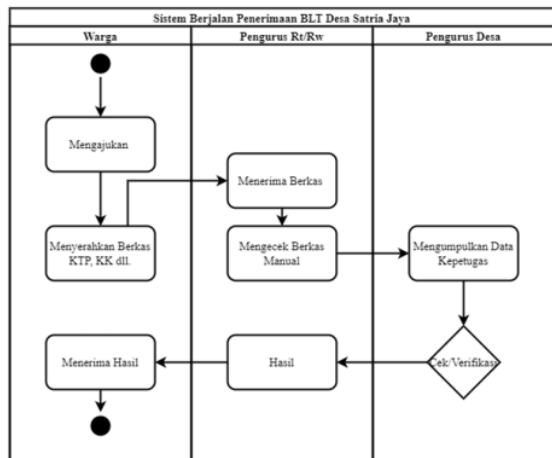 Sistem Berjalan Penerimaan BLT Desa Satria Jaya
Warga
Pengurus Rt/Rw
Pengurus Desa
Mengajukan
Menyerahkan Berkas
KTP, KK dll.
Menerima Berkas
Mengecek Berkas
Manual
Mengumpulkan Data
Kepetugas
Cek/Verifikasi
Hasil
Menerima Hasil